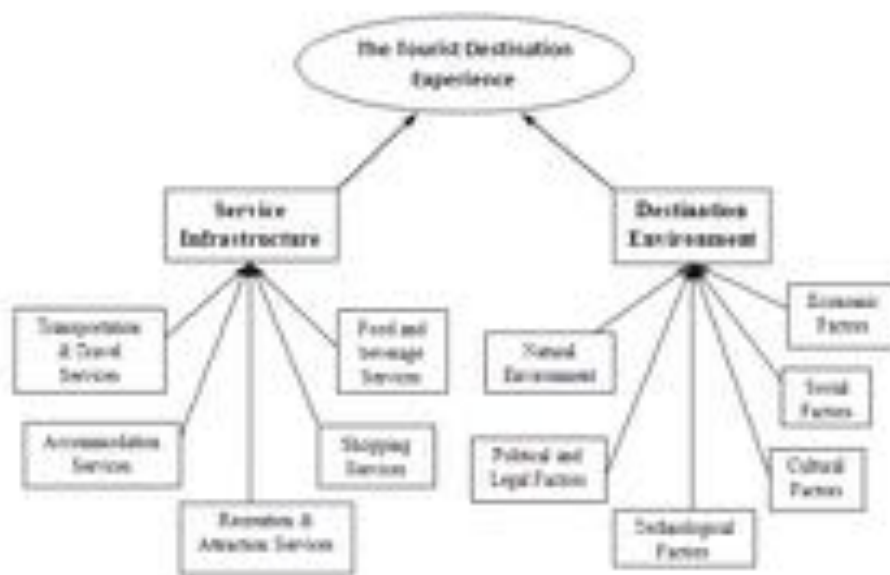 The Tourist Destination
Experience
Service
Infrastructure
Destination
Environment
Transportation
& Travel
Services
Food and
beverage
Services
Accommodation
Services
Shopping
Services
Recreation &
Attraction Services
Natural
Environment
Economic
Factors
Social
Factors
Political and
Legal Factors
Cultural
Factors
Technological
Factors